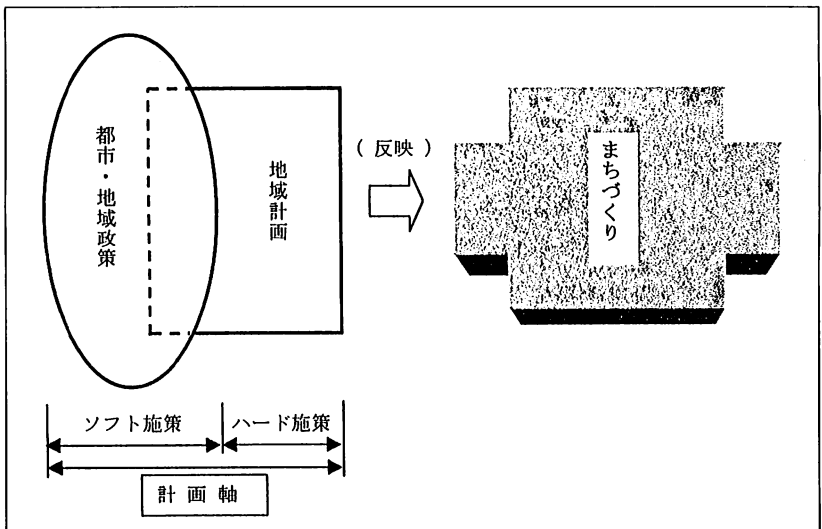 都市・地域政策
地域計画
( 反映 )
まちづくり
ソフト施策
ハード施策
計画軸